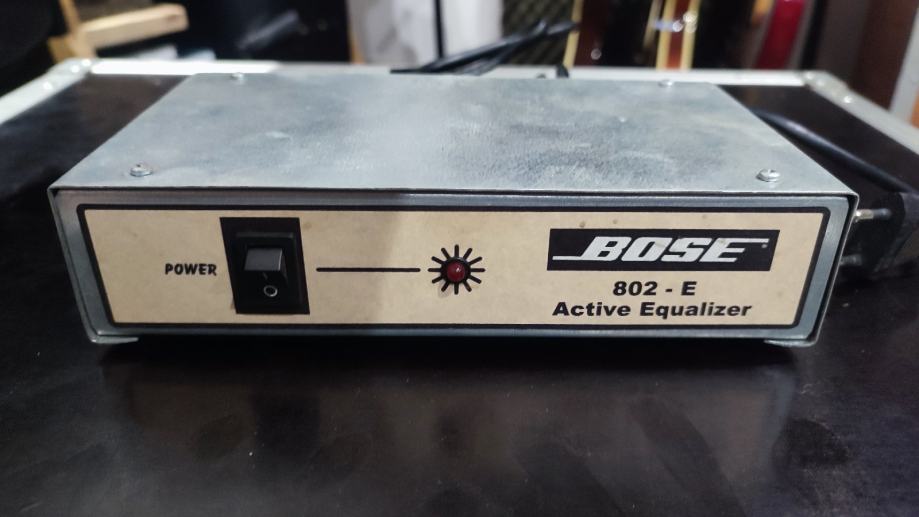 POWER
BOSE
802 - E
Active Equalizer